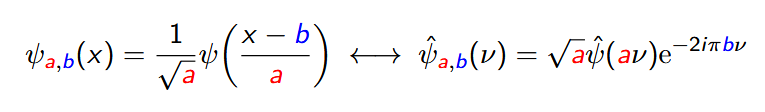 ψ_{a,b}(x) = \frac{1}{\sqrt{a}} ψ\left(\frac{x − b}{a}\right) ⟷ \hat{ψ}_{a,b}(ν) = \sqrt{a}\hat{ψ}(aν)e^{−2iπbν}